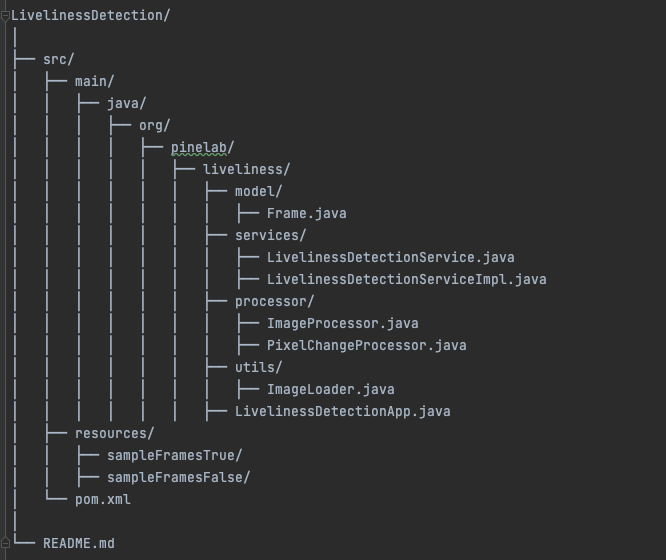 LivelinessDetection/
│
├── src/
│   ├── main/
│   │   ├── java/
│   │   │   ├── org/
│   │   │   │   ├── pinelab/
│   │   │   │   │   ├── liveliness/
│   │   │   │   │   │   ├── model/
│   │   │   │   │   │   │   ├── Frame.java
│   │   │   │   │   │   ├── services/
│   │   │   │   │   │   │   ├── LivelinessDetectionService.java
│   │   │   │   │   │   │   ├── LivelinessDetectionServiceImpl.java
│   │   │   │   │   │   ├── processor/
│   │   │   │   │   │   │   ├── ImageProcessor.java
│   │   │   │   │   │   │   ├── PixelChangeProcessor.java
│   │   │   │   │   │   ├── utils/
│   │   │   │   │   │   │   ├── ImageLoader.java
│   │   │   │   │   │   ├── LivelinessDetectionApp.java
│   ├── resources/
│   │   ├── sampleFramesTrue/
│   │   ├── sampleFramesFalse/
│   └── pom.xml
│
└── README.md